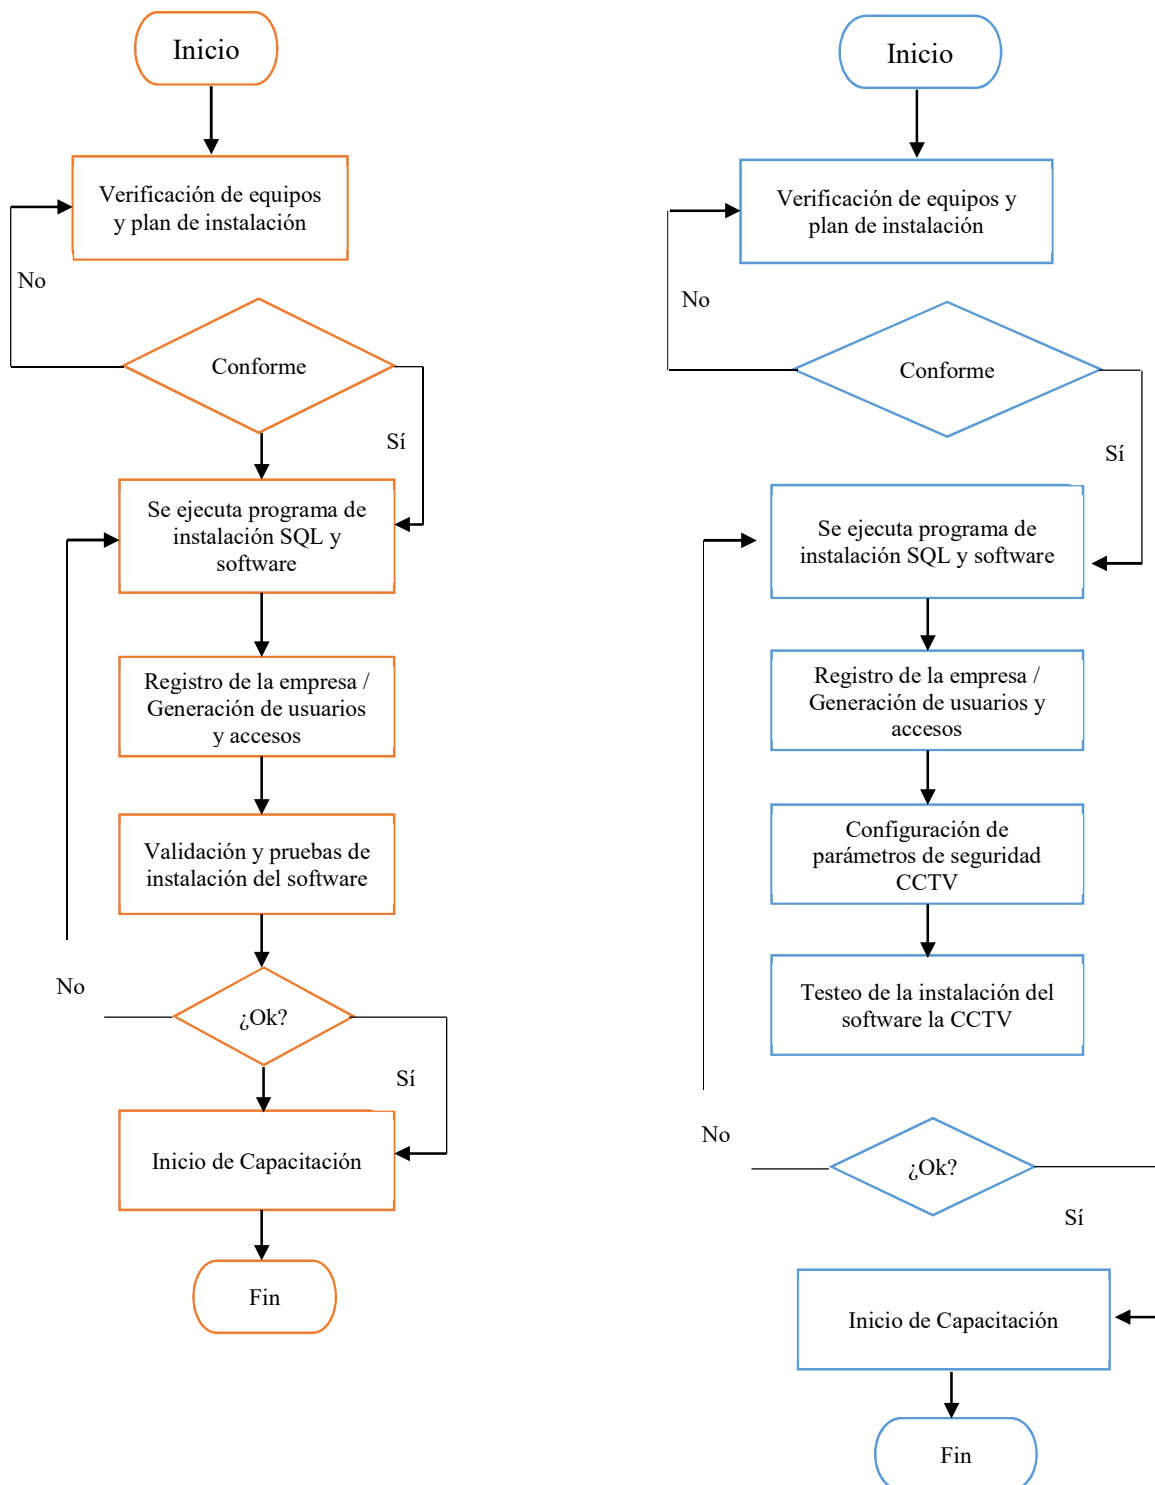 Inicio
Verificación de equipos
y plan de instalación
No
Conforme
Sí
Se ejecuta programa de
instalación SQL y
software
Registro de la empresa /
Generación de usuarios
y accesos
Validación y pruebas de
instalación del software
No
¿Ok?
Sí
Inicio de Capacitación
Fin
Inicio
Verificación de equipos y
plan de instalación
No
Conforme
Sí
Se ejecuta programa de
instalación SQL y software
Registro de la empresa /
Generación de usuarios y
accesos
Configuración de
parámetros de seguridad
CCTV
Testeo de la instalación del
software la CCTV
No
¿Ok?
Sí
Inicio de Capacitación
Fin